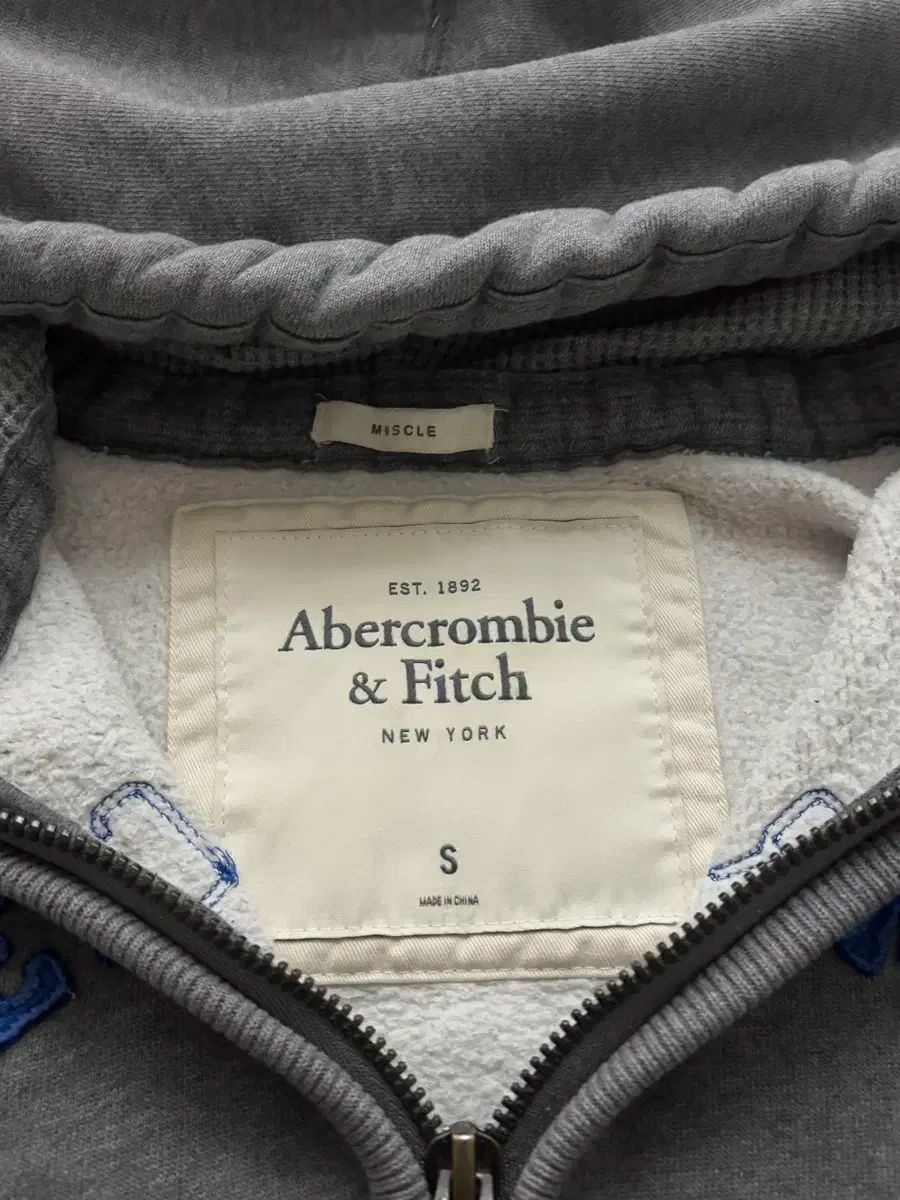 MISCLE
EST. 1892
Abercrombie
& Fitch
NEW YORK
S
MADE IN CHINA